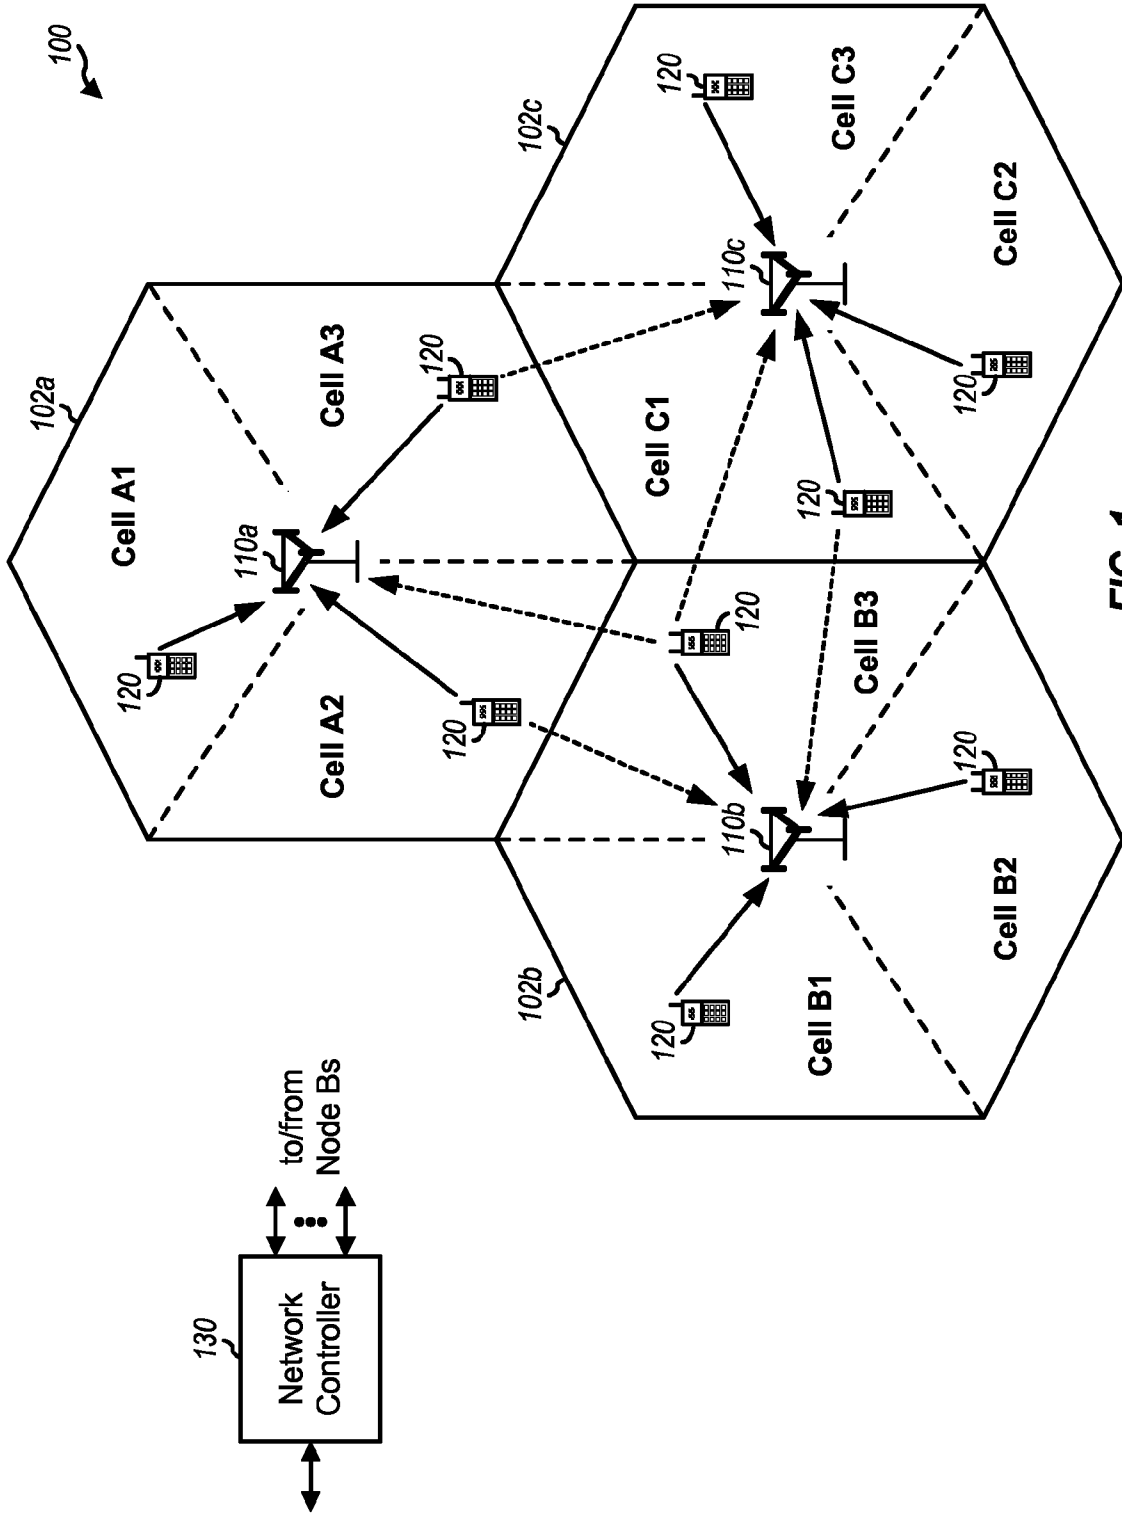 100
102a
Cell A1
120
130
110a
Network
Controller
to/from
Node Bs
Cell A2
Cell A3
120
120
102b
102c
120
Cell C1
120
110b
120
110c
120
Cell B1
Cell B3
Cell C3
120
120
Cell B2
Cell C2
FIG. 1